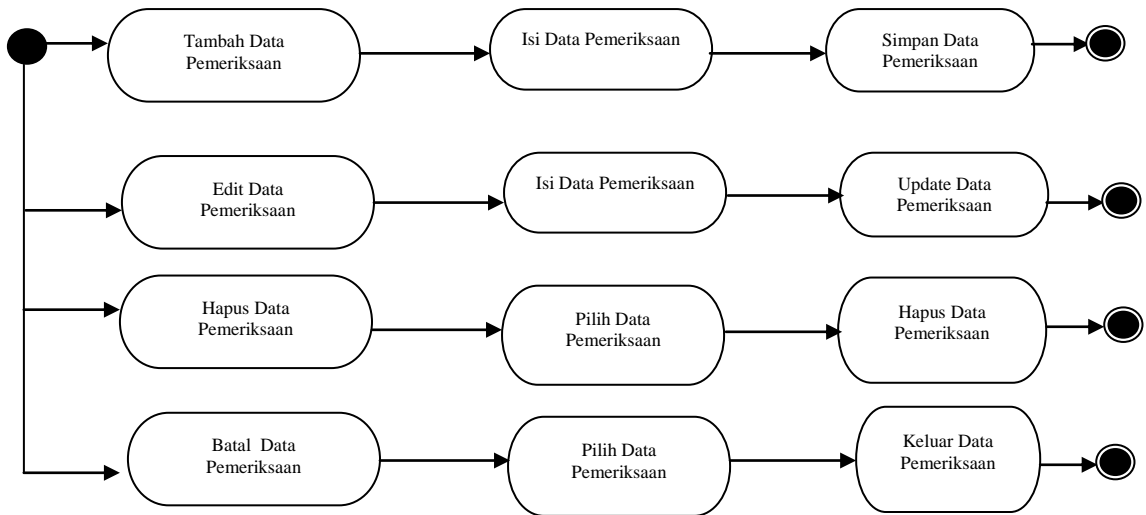 Tambah Data
Pemeriksaan
Isi Data Pemeriksaan
Simpan Data
Pemeriksaan
Edit Data
Pemeriksaan
Isi Data Pemeriksaan
Update Data
Pemeriksaan
Hapus Data
Pemeriksaan
Pilih Data
Pemeriksaan
Hapus Data
Pemeriksaan
Batal Data
Pemeriksaan
Pilih Data
Pemeriksaan
Keluar Data
Pemeriksaan